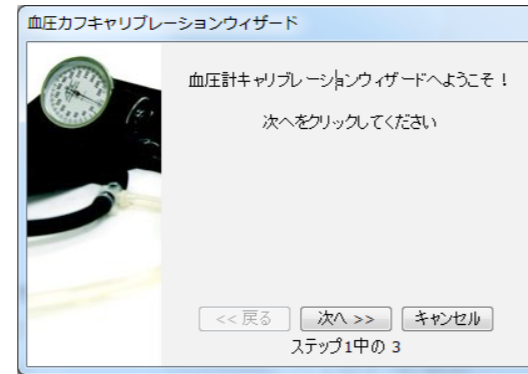 血圧カフキャリブレーションウィザード
血圧計キャリブレーションウィザードへようこそ！
次へをクリックしてください
<< 戻る 次へ >> キャンセル
ステップ1中の 3